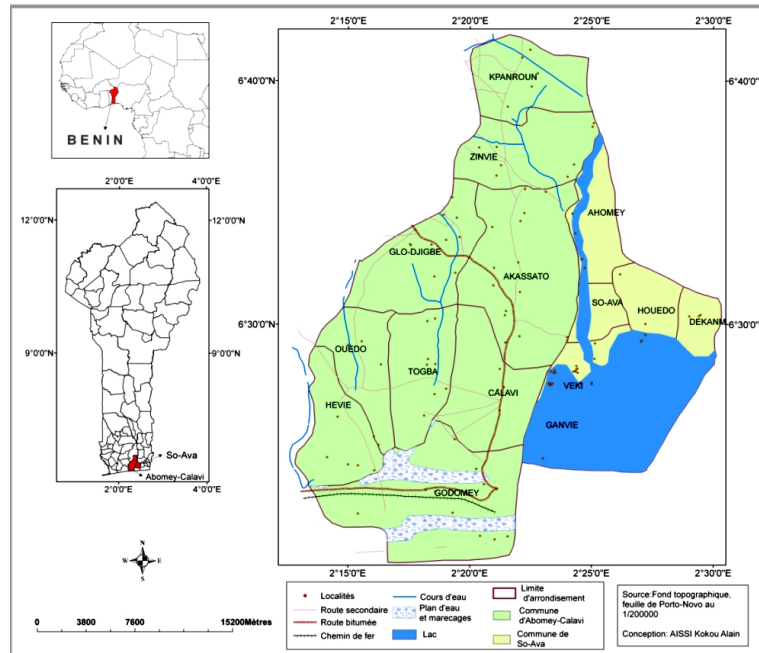 BENIN
2°0'0"E 4°0'0"E
12°0'0"N 12°0'0"N
9°0'0"N 9°0'0"N
So-Ava
Abomey-Calavi
2°0'0"E 4°0'0"E
N
W E
S
0 3800 7600 15200Mètres
2°15'0"E 2°20'0"E 2°25'0"E 2°30'0"E
6°40'0"N 6°40'0"N
KPANROUN
ZINVIE
AHOMEY
GLO-DJIGBE
AKASSATO
SO-AVA
HOUEDO
DEKANM.
6°30'0"N 6°30'0"N
OUEDO
TOGBA
CALAVI
VEKI
HEVIE
GANVIE
GODOMEY
2°15'0"E 2°20'0"E 2°25'0"E 2°30'0"E
Localités
Route secondaire
Route bitumée
Chemin de fer
Cours d'eau
Plan d'eau
et marecages
Lac
Limite
d'arrondisement
Commune
d'Abomey-Calavi
Commune de
So-Ava
Source:Fond topographique,
feuille de Porto-Novo au
1/200000
Conception: AISSI Kokou Alain